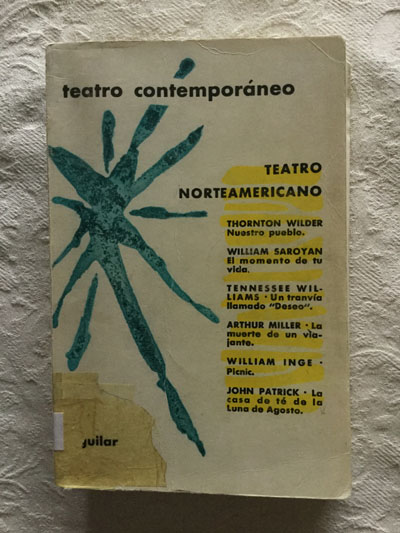 teatro contemporáneo
TEATRO
NORTEAMERICANO
THORNTON WILDER
Nuestro pueblo.
WILLIAM SAROYAN
El momento de tu
vida.
TENNESSEE WIL-
LIAMS · Un tranvía
llamado "Deseo".
ARTHUR MILLER · La
muerte de un via-
jante.
WILLIAM INGE ·
Picnic.
JOHN PATRICK · La
casa de té de la
Luna de Agosto.
guilar